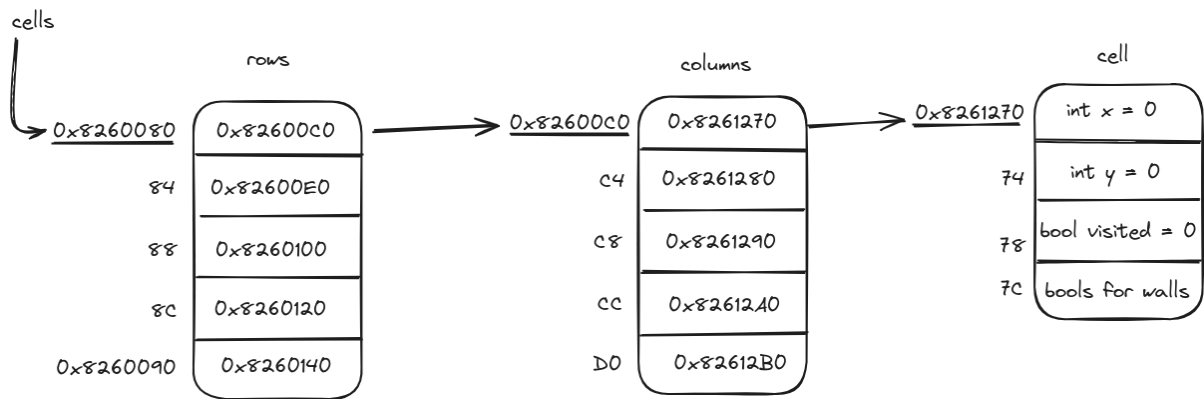 cells
rows
0x8260080 0x82600C0
84 0x82600E0
88 0x8260100
8C 0x8260120
0x8260090 0x8260140
columns
0x82600C0 0x8261270
C4 0x8261280
C8 0x8261290
CC 0x82612A0
D0 0x82612B0
cell
0x8261270 int x = 0
74 int y = 0
78 bool visited = 0
7C bools for walls